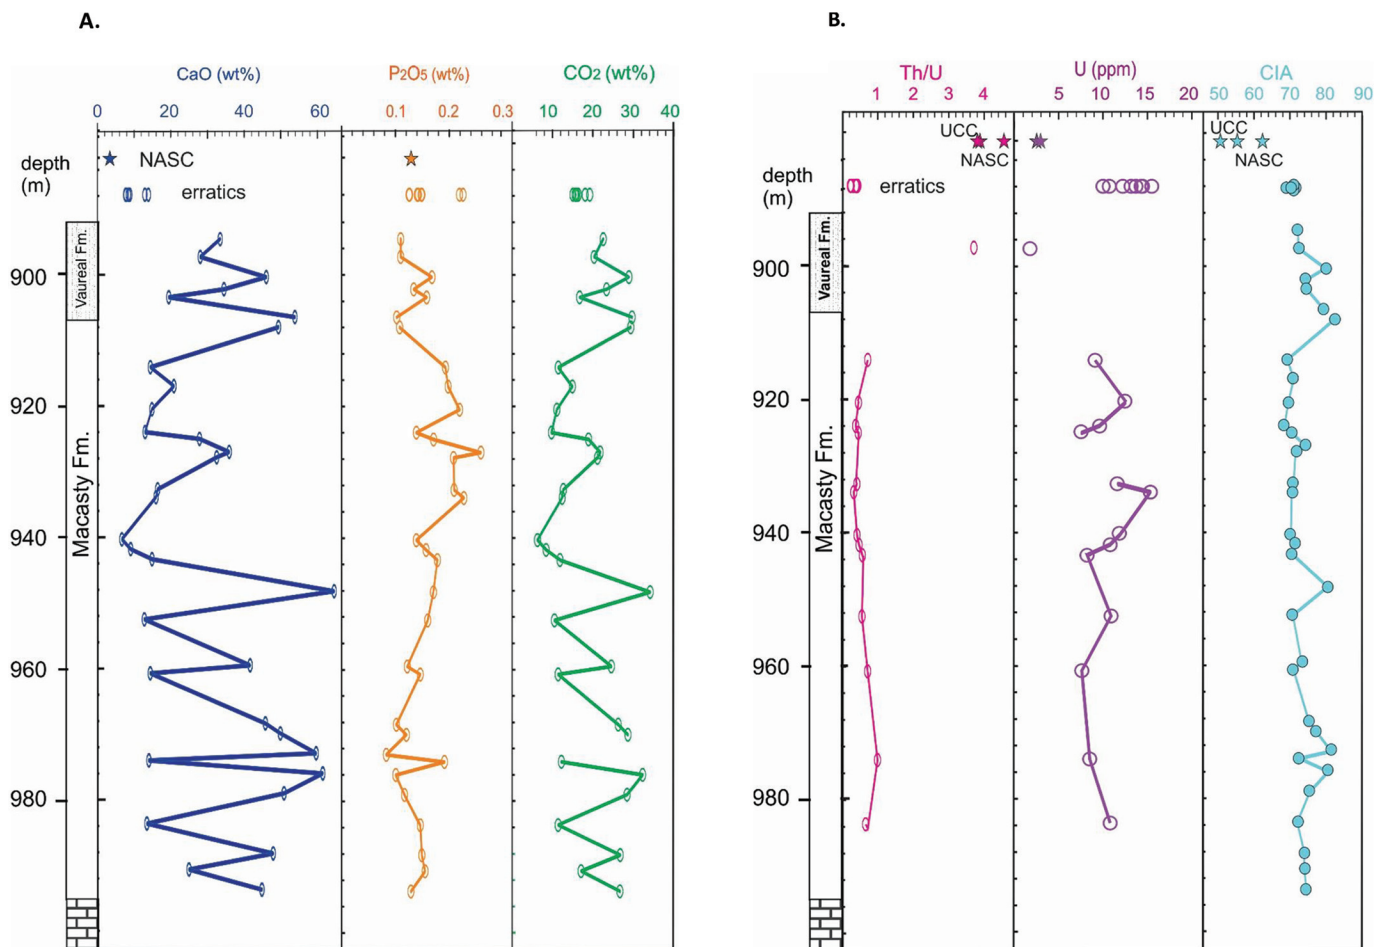 A.
CaO (wt%)
P₂O₅ (wt%)
CO₂ (wt%)
0 20 40 60
0.1 0.2 0.3
10 20 30 40
depth
(m)
NASC
erratics
Vaureal Fm.
900
920
Macasty Fm.
940
960
980
B.
Th/U
U (ppm)
CIA
1 2 3 4
5 10 15 20
50 60 70 80 90
UCC
NASC
UCC
NASC
depth
(m)
erratics
Vaureal Fm.
900
920
Macasty Fm.
940
960
980